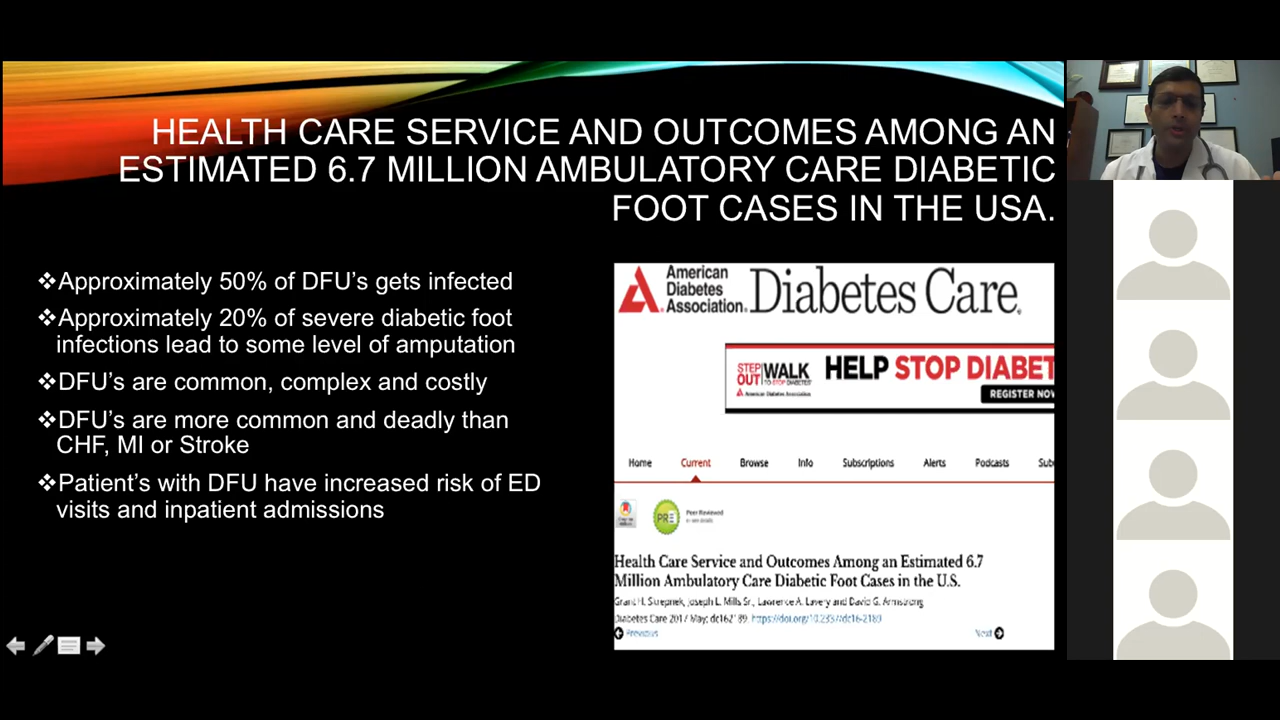 HEALTH CARE SERVICE AND OUTCOMES AMONG AN
ESTIMATED 6.7 MILLION AMBULATORY CARE DIABETIC
FOOT CASES IN THE USA.
❖Approximately 50% of DFU’s gets infected
❖Approximately 20% of severe diabetic foot
infections lead to some level of amputation
❖DFU’s are common, complex and costly
❖DFU’s are more common and deadly than
CHF, MI or Stroke
❖Patient’s with DFU have increased risk of ED
visits and inpatient admissions
American
Diabetes
Association®
Diabetes Care®
STEP OUT WALK TO STOP DIABETES
American Diabetes Association
HELP STOP DIABET
REGISTER NOW
Home Current Browse Info Subscriptions Alerts Podcasts Sub
PRE
Peer Reviewed
Health Care Service and Outcomes Among an Estimated 6.7
Million Ambulatory Care Diabetic Foot Cases in the U.S.
Grant H. Skrepnek, Joseph L. Mills Sr., Lawrence A. Lavery and David G. Armstrong
Diabetes Care 2017 May; dc162189. https://doi.org/10.2337/dc16-2189
Previous Next